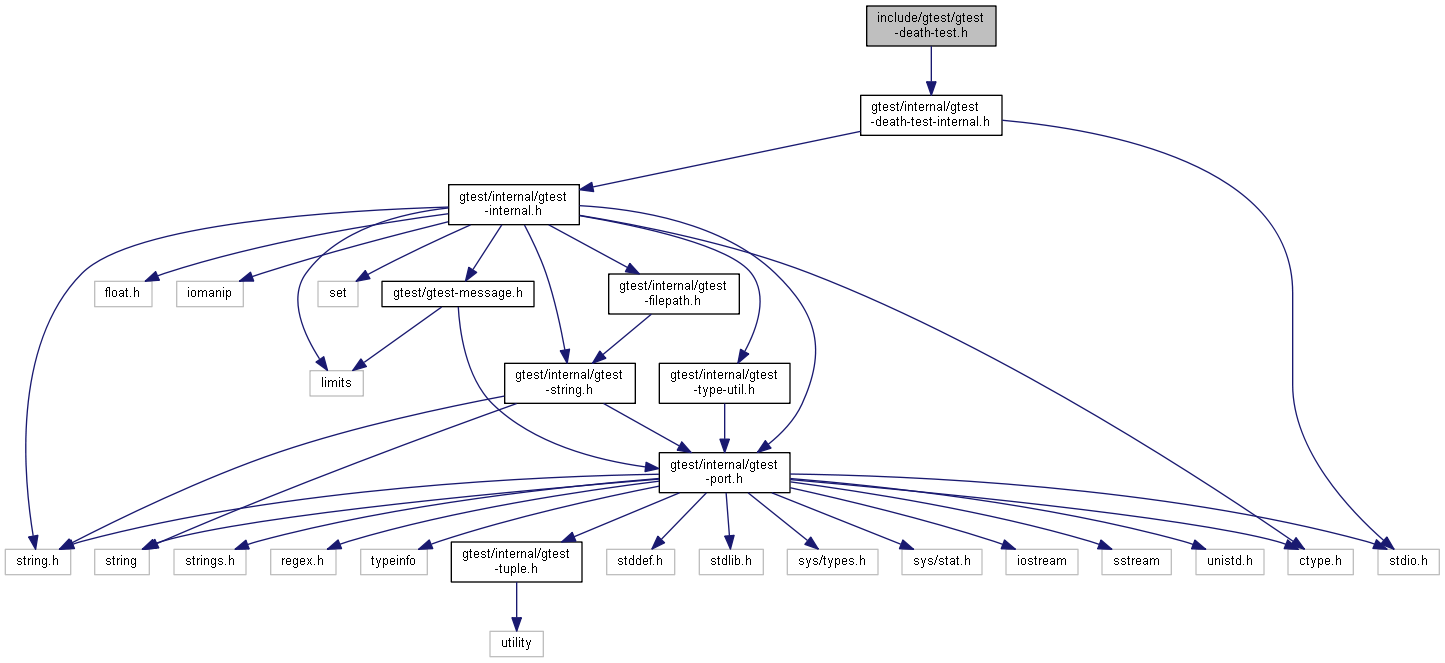 include/gtest/gtest
-death-test.h
gtest/internal/gtest
-death-test-internal.h
gtest/internal/gtest
-internal.h
float.h
iomanip
set
gtest/gtest-message.h
gtest/internal/gtest
-filepath.h
limits
gtest/internal/gtest
-string.h
gtest/internal/gtest
-type-util.h
gtest/internal/gtest
-port.h
string.h
string
strings.h
regex.h
typeinfo
gtest/internal/gtest
-tuple.h
stddef.h
stdlib.h
sys/types.h
sys/stat.h
iostream
sstream
unistd.h
ctype.h
stdio.h
utility